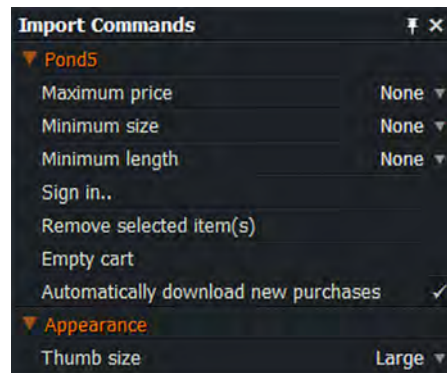 Import Commands
Pond5
Maximum price None
Minimum size None
Minimum length None
Sign in..
Remove selected item(s)
Empty cart
Automatically download new purchases ✓
Appearance
Thumb size Large